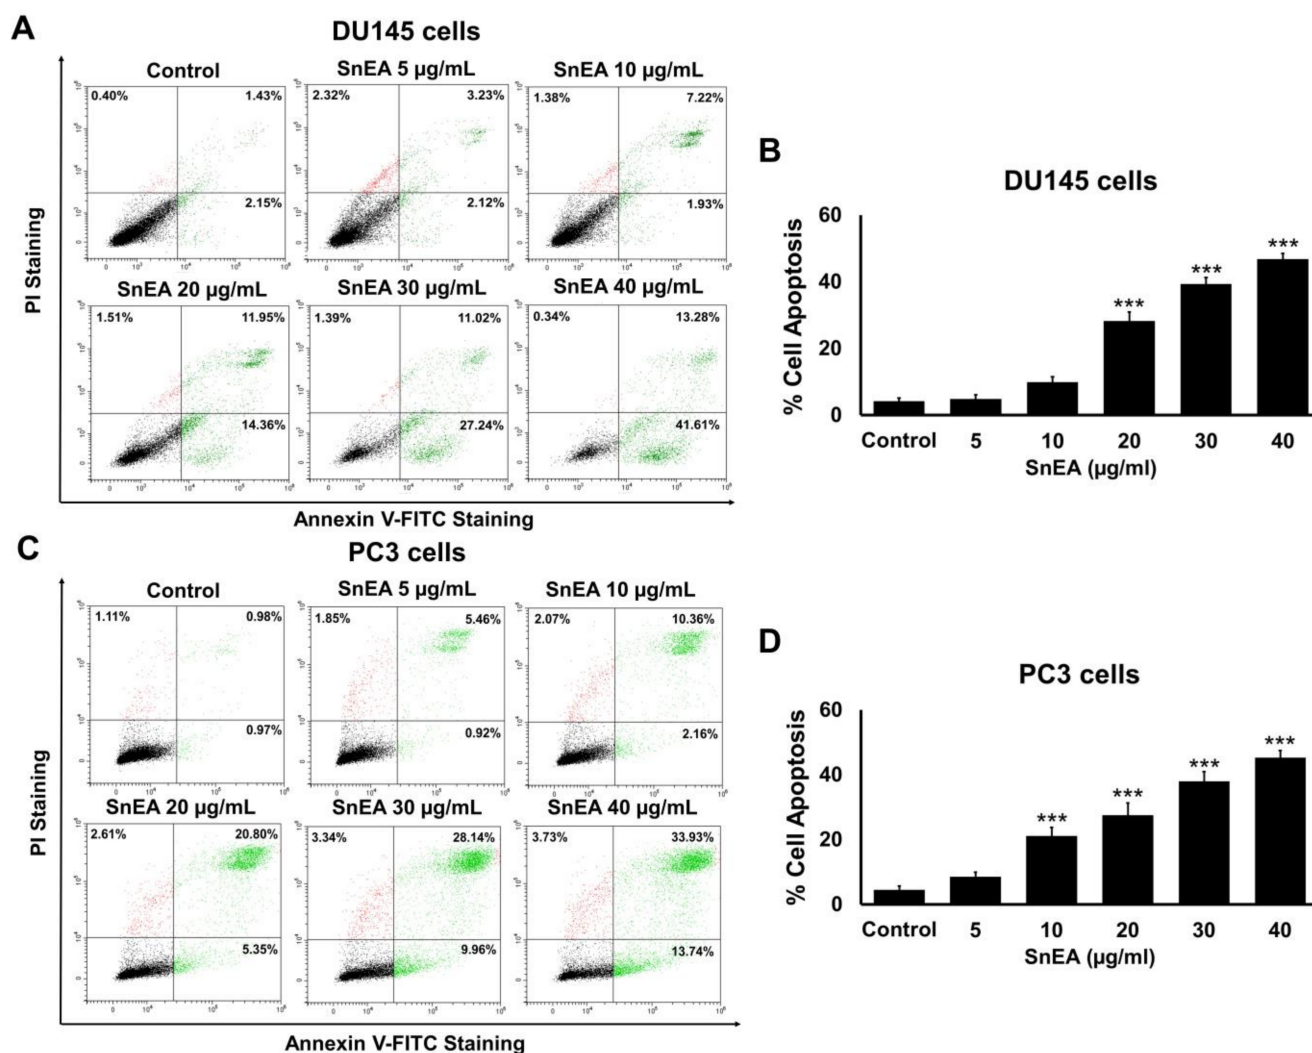 A
DU145 cells
Control
SnEA 5 µg/mL
SnEA 10 µg/mL
0.40%
1.43%
2.15%
2.32%
3.23%
2.12%
1.38%
7.22%
1.93%
SnEA 20 µg/mL
SnEA 30 µg/mL
SnEA 40 µg/mL
1.51%
11.95%
14.36%
1.39%
11.02%
27.24%
0.34%
13.28%
41.61%
PI Staining
Annexin V-FITC Staining
B
DU145 cells
% Cell Apoptosis
60
40
20
0
***
***
***
Control 5 10 20 30 40
SnEA (µg/ml)
C
PC3 cells
Control
SnEA 5 µg/mL
SnEA 10 µg/mL
1.11%
0.98%
0.97%
1.85%
5.46%
0.92%
2.07%
10.36%
2.16%
SnEA 20 µg/mL
SnEA 30 µg/mL
SnEA 40 µg/mL
2.61%
20.80%
5.35%
3.34%
28.14%
9.96%
3.73%
33.93%
13.74%
PI Staining
Annexin V-FITC Staining
D
PC3 cells
% Cell Apoptosis
60
40
20
0
***
***
***
***
Control 5 10 20 30 40
SnEA (µg/ml)